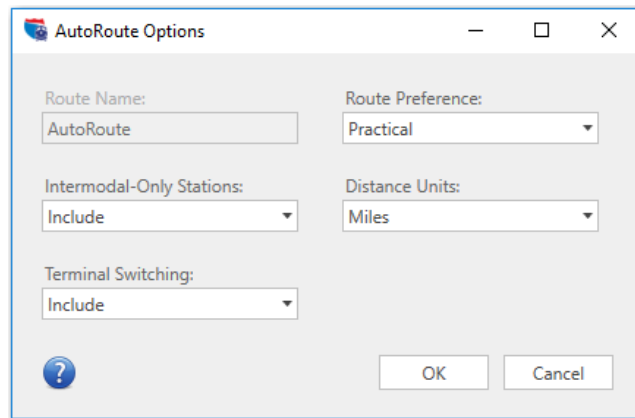 AutoRoute Options
Route Name:
Route Preference:
AutoRoute
Practical
Intermodal-Only Stations:
Distance Units:
Include
Miles
Terminal Switching:
Include
?
OK
Cancel